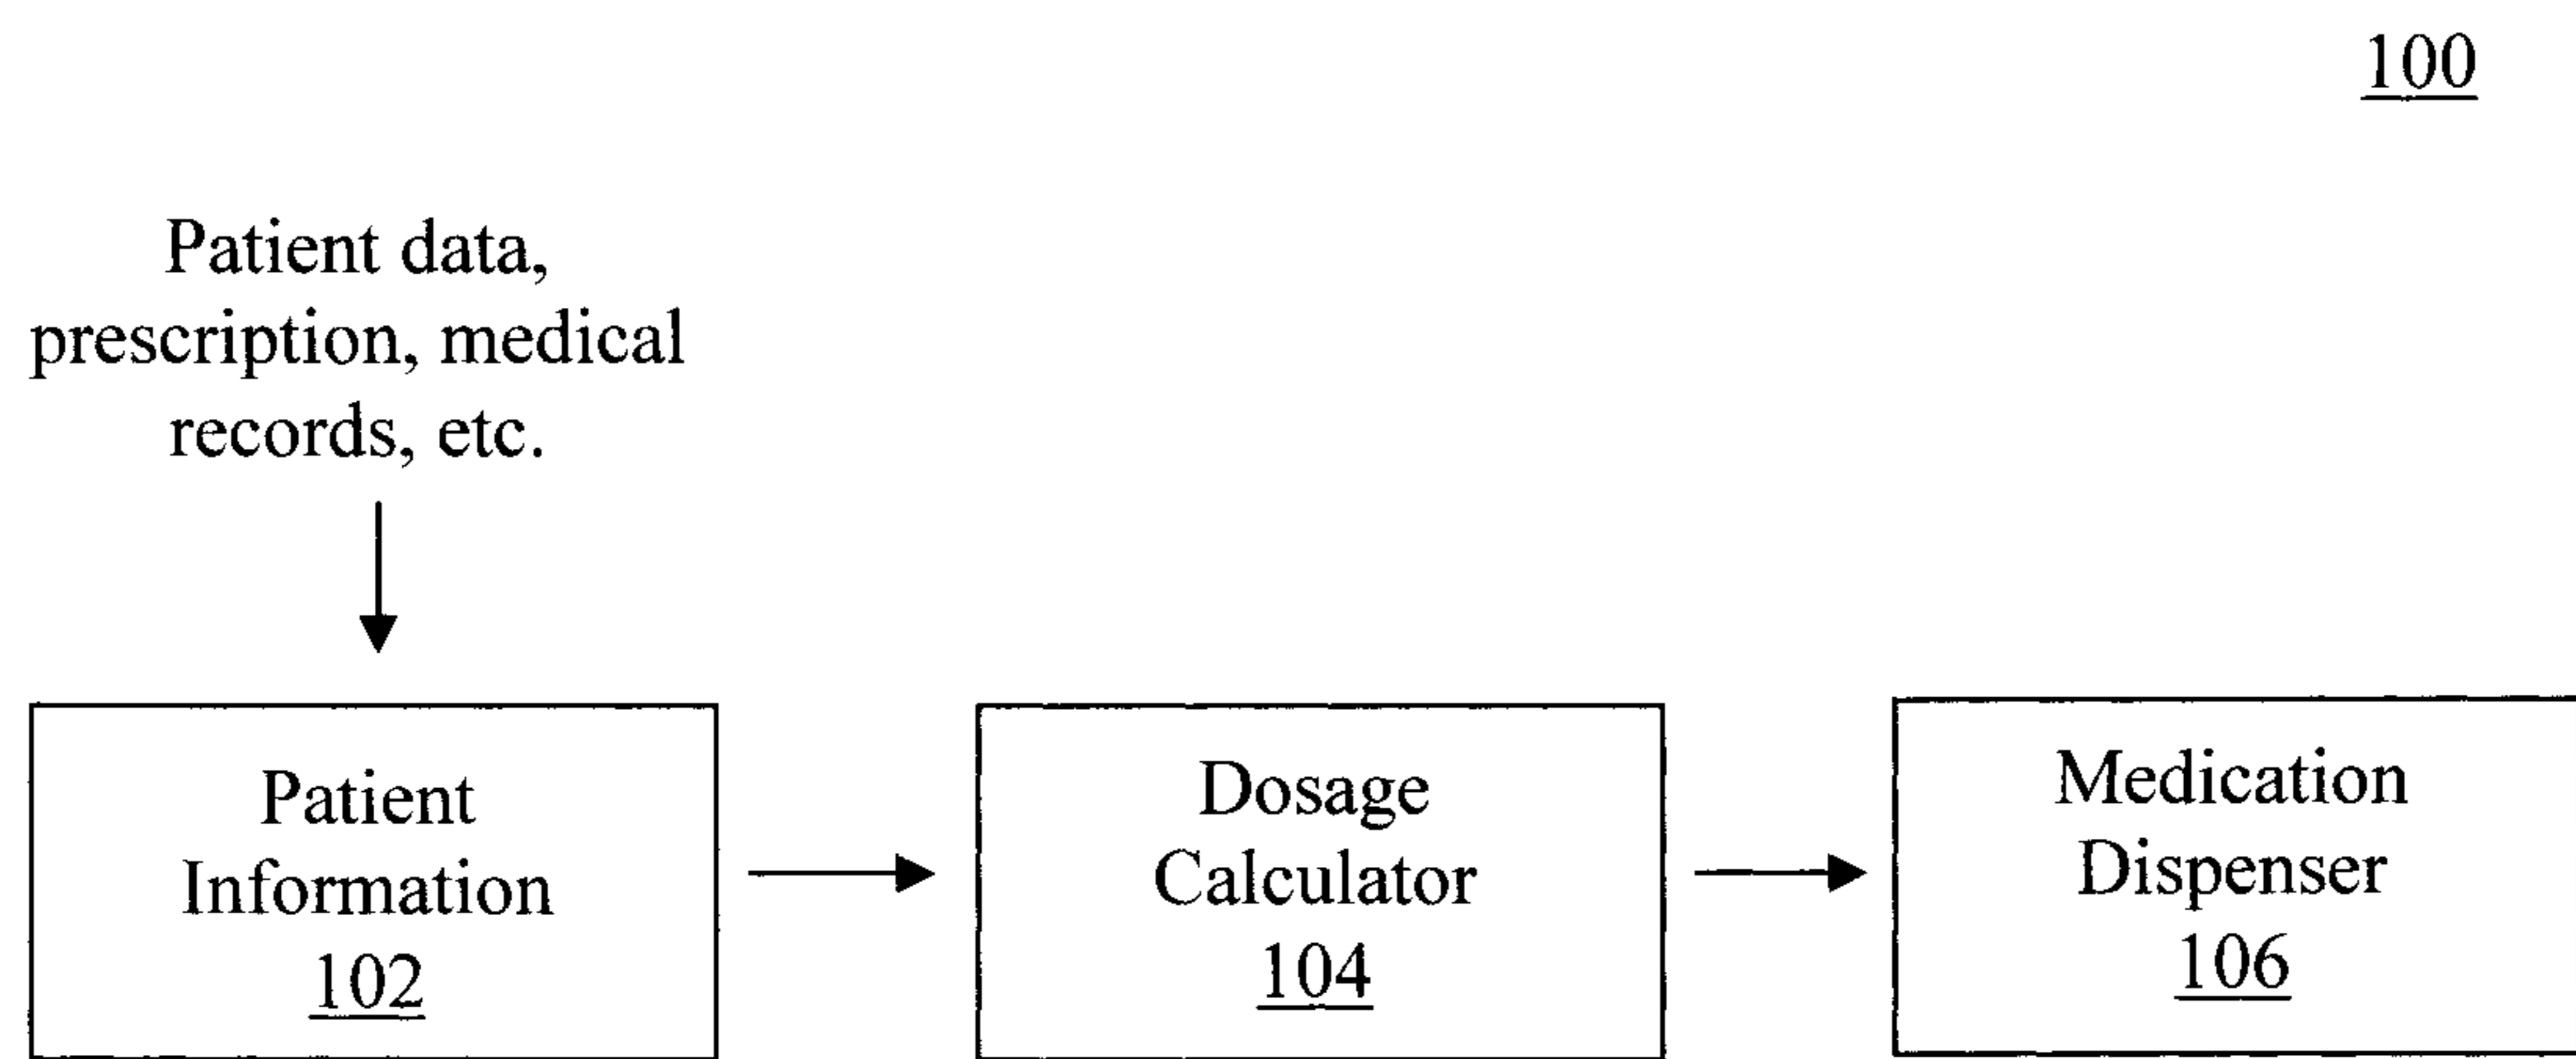 100
Patient data,
prescription, medical
records, etc.
Patient
Information
102
Dosage
Calculator
104
Medication
Dispenser
106